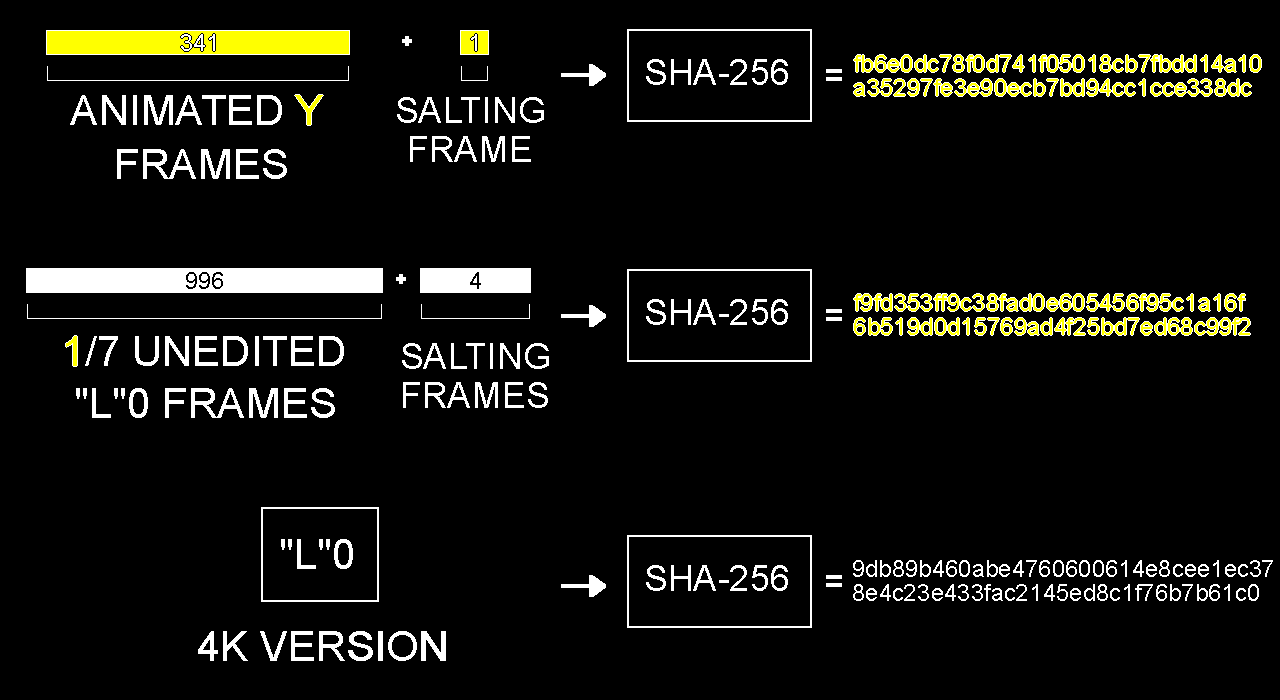 341 + 1
ANIMATED Y
FRAMES
SALTING
FRAME
SHA-256
= fb6e0dc78f0d741f05018cb7ffbdd14a10
a35297fe3e90ecb7bd94cc1cce338dc
996 + 4
1/7 UNEDITED
"L"0 FRAMES
SALTING
FRAMES
SHA-256
= f9fd353ff9c38fad0e605456f95c1a16f
6b519d0d15769ad4f25bd7ed68c99f2
"L"0
4K VERSION
SHA-256
= 9db89b460abe4760600614e8cee1ec37
8e4c23e433fac2145ed8c1f76b7b61c0